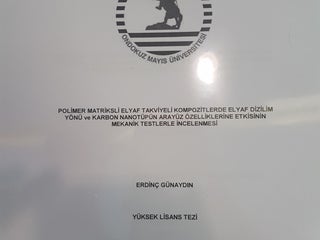 ONDOKUZ MAYIS ÜNİVERSİTESİ
POLİMER MATRİKSLİ ELYAF TAKVİYELİ KOMPOZİTLERDE ELYAF DİZİLİM
YÖNÜ ve KARBON NANOTÜPÜN ARAYÜZ ÖZELLİKLERİNE ETKİSİNİN
MEKANİK TESTLERLE İNCELENMESİ
ERDİNÇ GÜNAYDIN
YÜKSEK LİSANS TEZİ